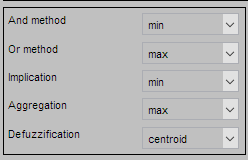 And method min
Or method max
Implication min
Aggregation max
Defuzzification centroid